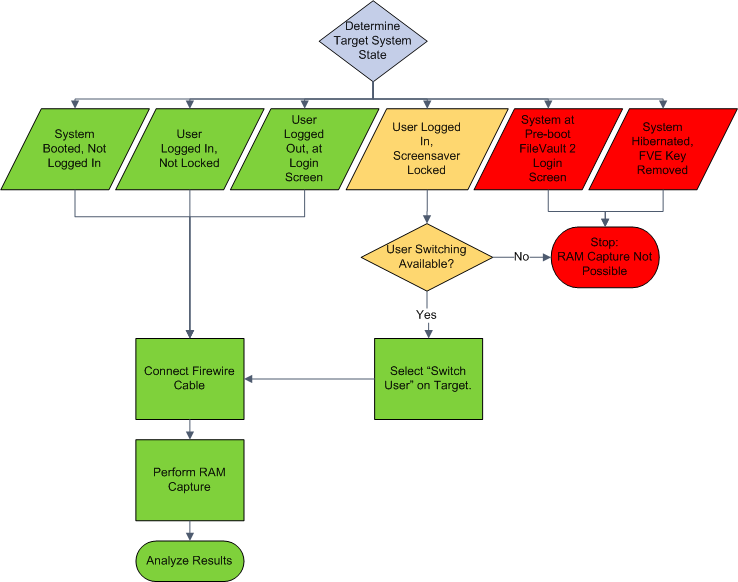 Determine
Target System
State
System
Booted, Not
Logged In
User
Logged In,
Not Locked
User
Logged
Out, at
Login
Screen
User Logged
In,
Screensaver
Locked
System at
Pre-boot
FileVault 2
Login
Screen
System
Hibernated,
FVE Key
Removed
User Switching
Available?
No
Stop:
RAM Capture Not
Possible
Yes
Connect Firewire
Cable
Select “Switch
User” on Target.
Perform RAM
Capture
Analyze Results